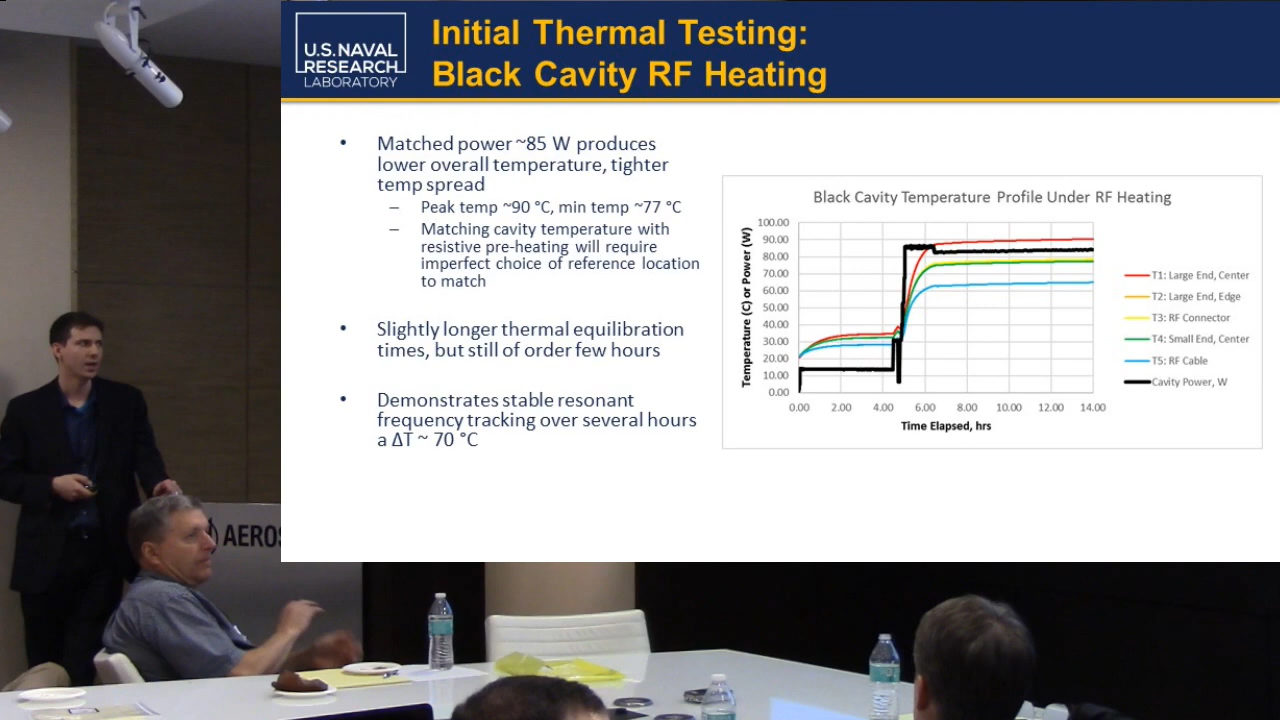 U.S. NAVAL
RESEARCH
LABORATORY
Initial Thermal Testing:
Black Cavity RF Heating
• Matched power ~85 W produces
lower overall temperature, tighter
temp spread
– Peak temp ~90 °C, min temp ~77 °C
– Matching cavity temperature with
resistive pre-heating will require
imperfect choice of reference location
to match
• Slightly longer thermal equilibration
times, but still of order few hours
• Demonstrates stable resonant
frequency tracking over several hours
a ΔT ~ 70 °C
Black Cavity Temperature Profile Under RF Heating
Temperature (C) or Power (W)
100.00
90.00
80.00
70.00
60.00
50.00
40.00
30.00
20.00
10.00
0.00
0.00 2.00 4.00 6.00 8.00 10.00 12.00 14.00
Time Elapsed, hrs
T1: Large End, Center
T2: Large End, Edge
T3: RF Connector
T4: Small End, Center
T5: RF Cable
Cavity Power, W
AEROS